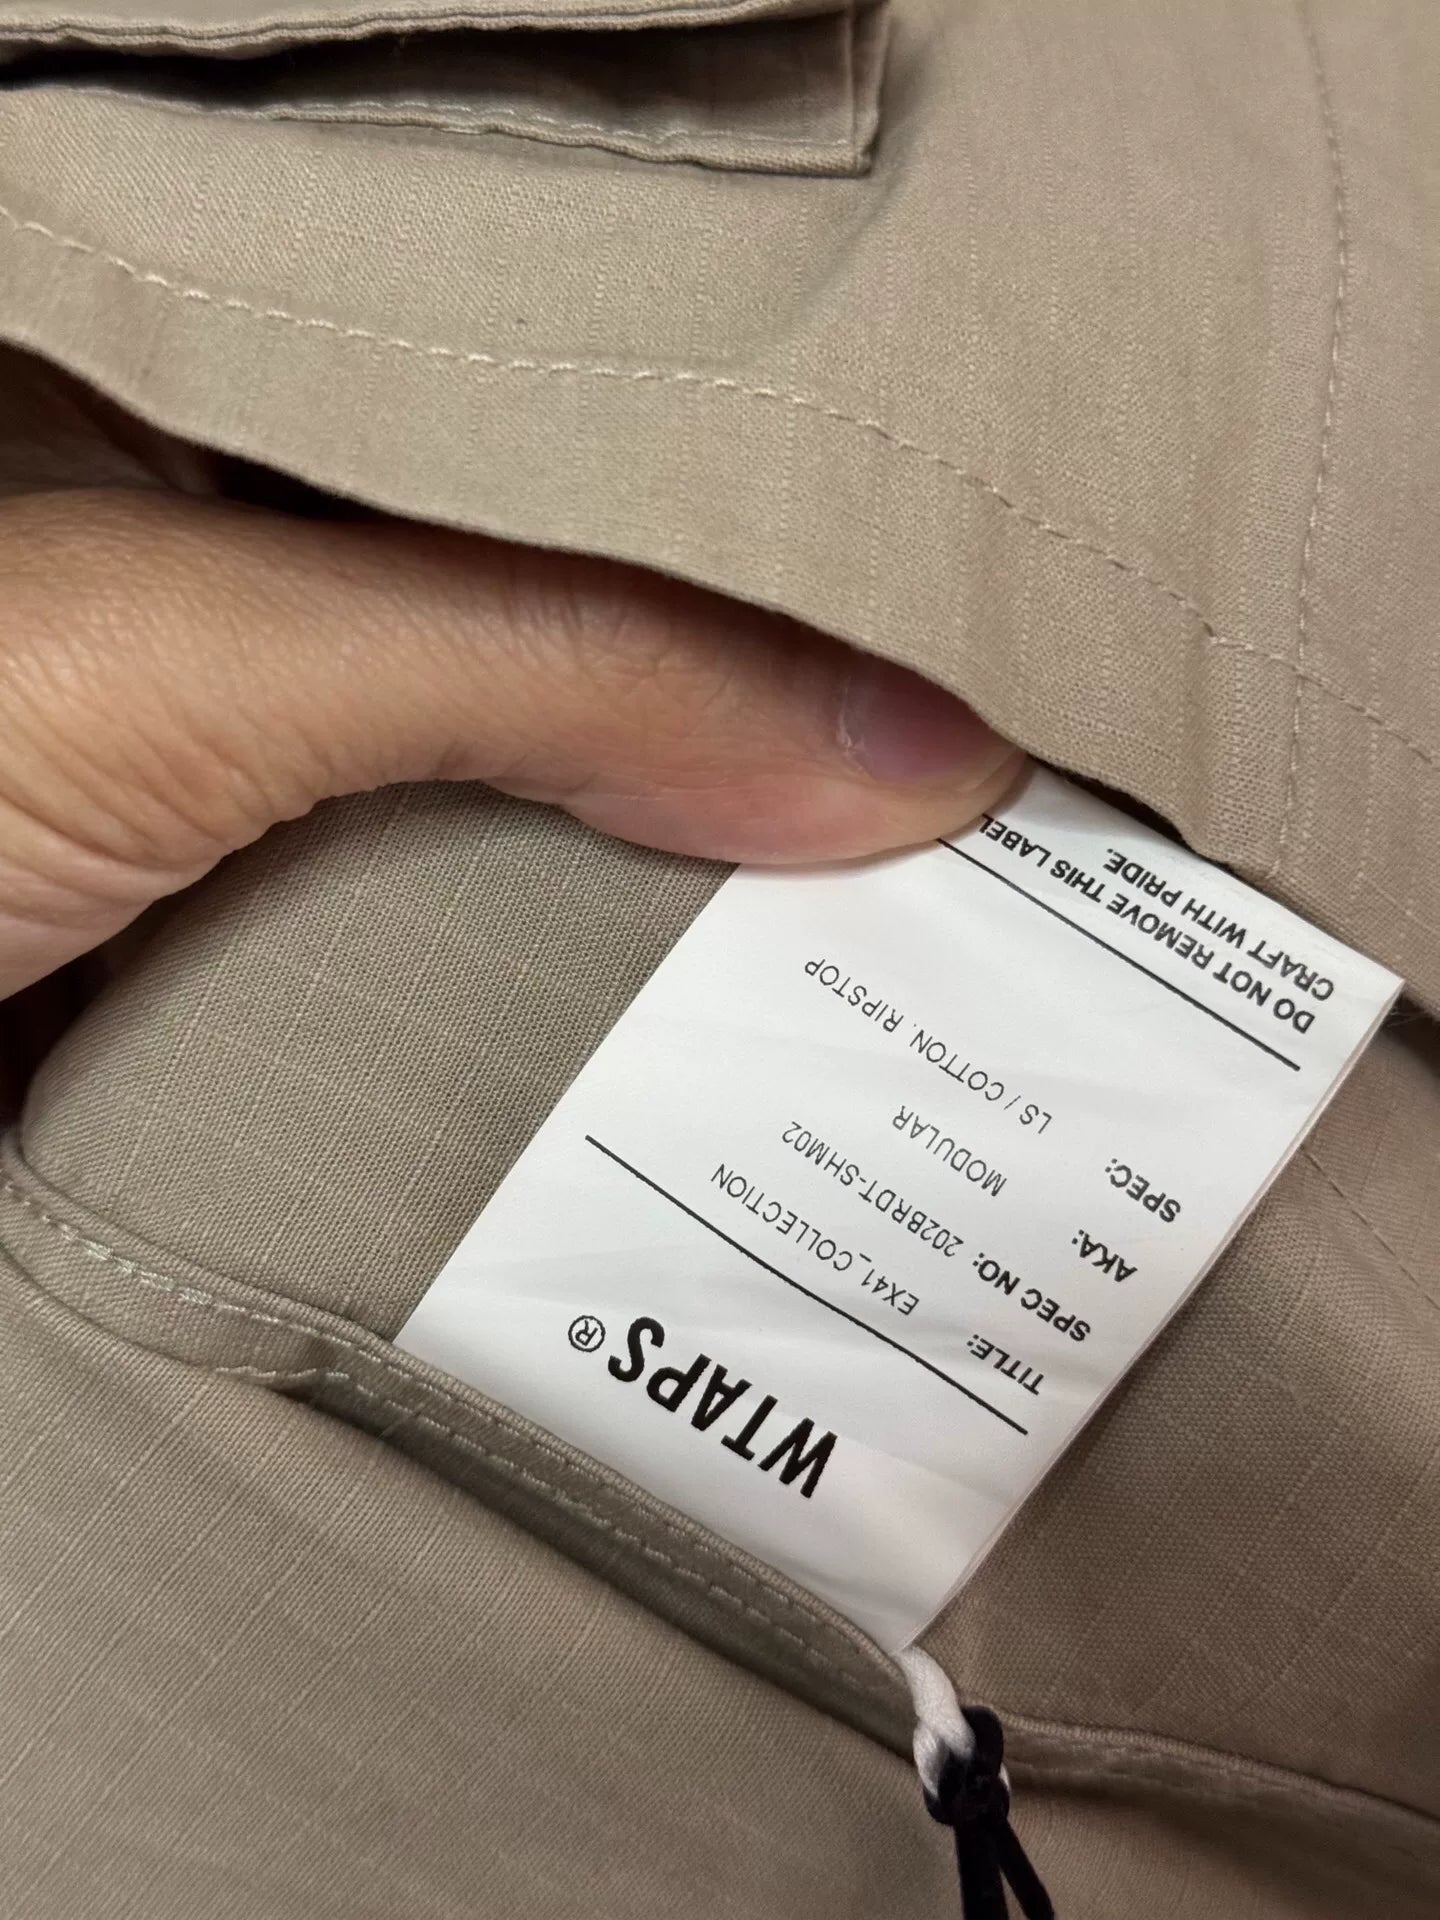 WTAPS®
TITLE: EX41_COLLECTION
SPEC NO: 202BRDT-SHM02
AKA: MODULAR
SPEC: LS / COTTON. RIPSTOP
DO NOT REMOVE THIS LABEL
CRAFT WITH PRIDE.